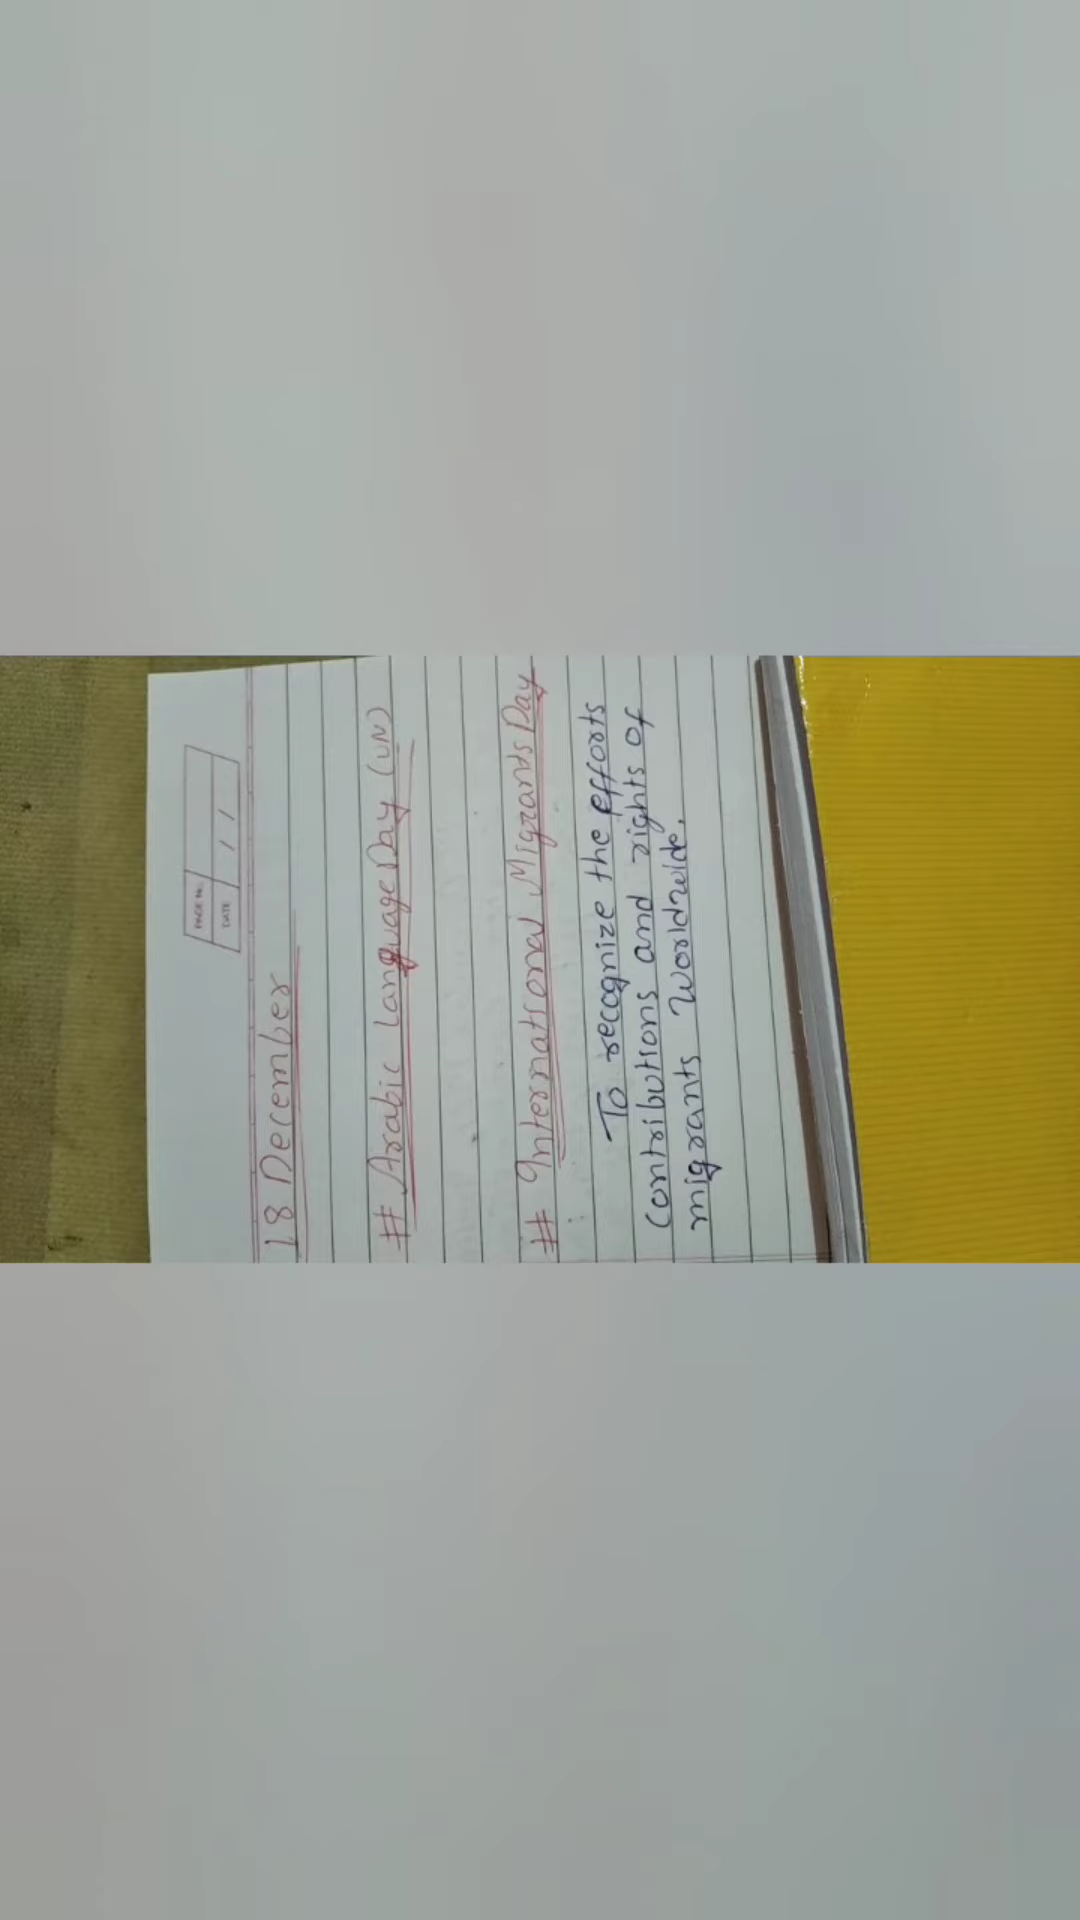 PAGE No.
DATE / /
18 December
# Arabic Language Day (UN)
# International Migrants Day
To recognize the efforts
contributions and rights of
migrants worldwide.